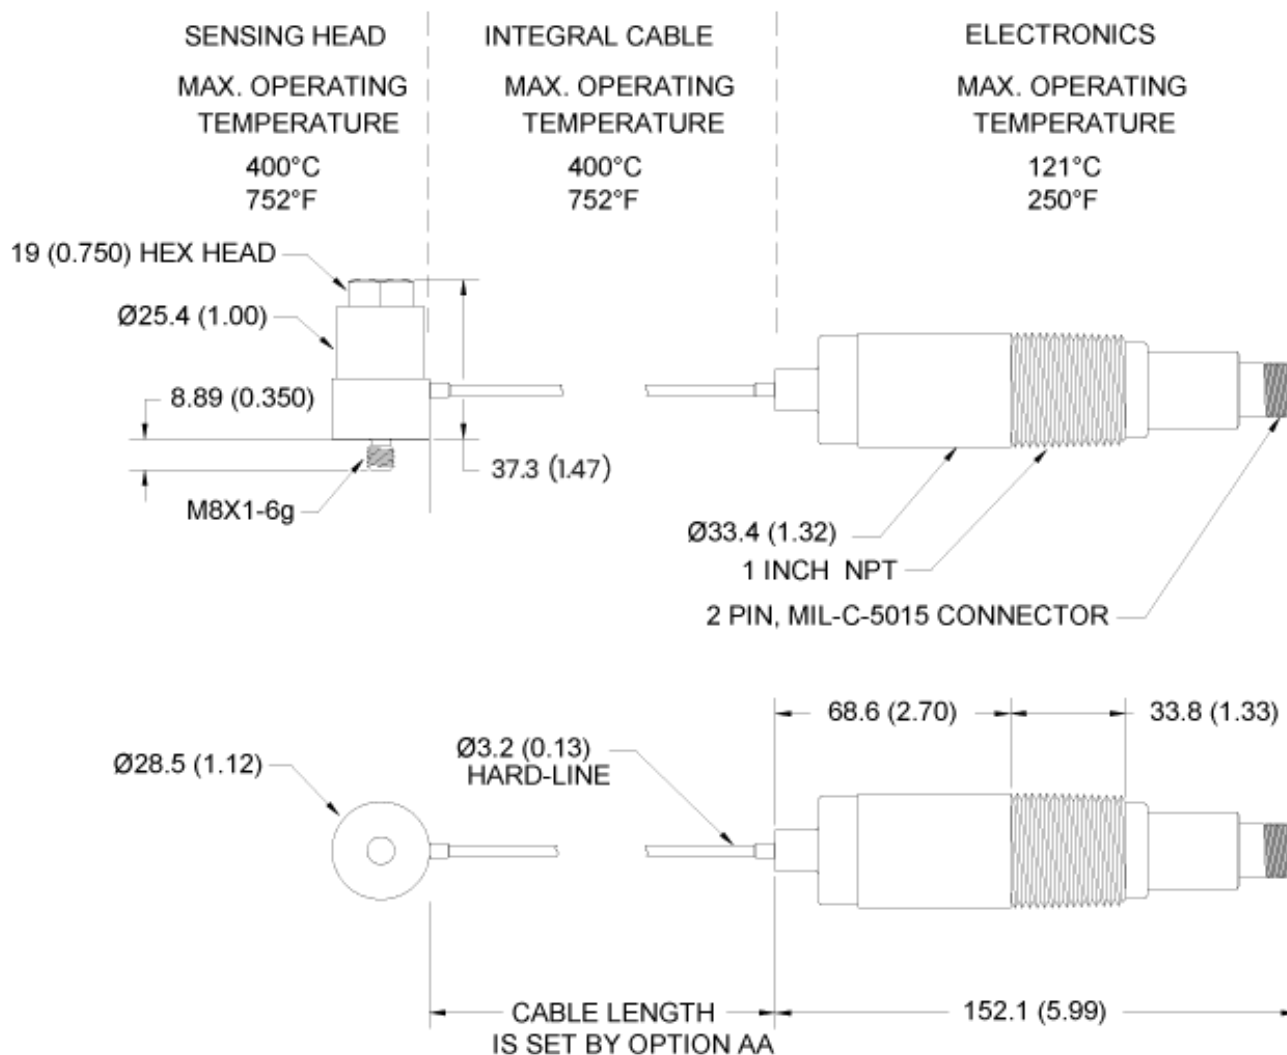 SENSING HEAD
MAX. OPERATING
TEMPERATURE
400°C
752°F
INTEGRAL CABLE
MAX. OPERATING
TEMPERATURE
400°C
752°F
ELECTRONICS
MAX. OPERATING
TEMPERATURE
121°C
250°F
19 (0.750) HEX HEAD
Ø25.4 (1.00)
8.89 (0.350)
37.3 (1.47)
M8X1-6g
Ø33.4 (1.32)
1 INCH NPT
2 PIN, MIL-C-5015 CONNECTOR
68.6 (2.70)
33.8 (1.33)
Ø3.2 (0.13)
HARD-LINE
Ø28.5 (1.12)
CABLE LENGTH
IS SET BY OPTION AA
152.1 (5.99)